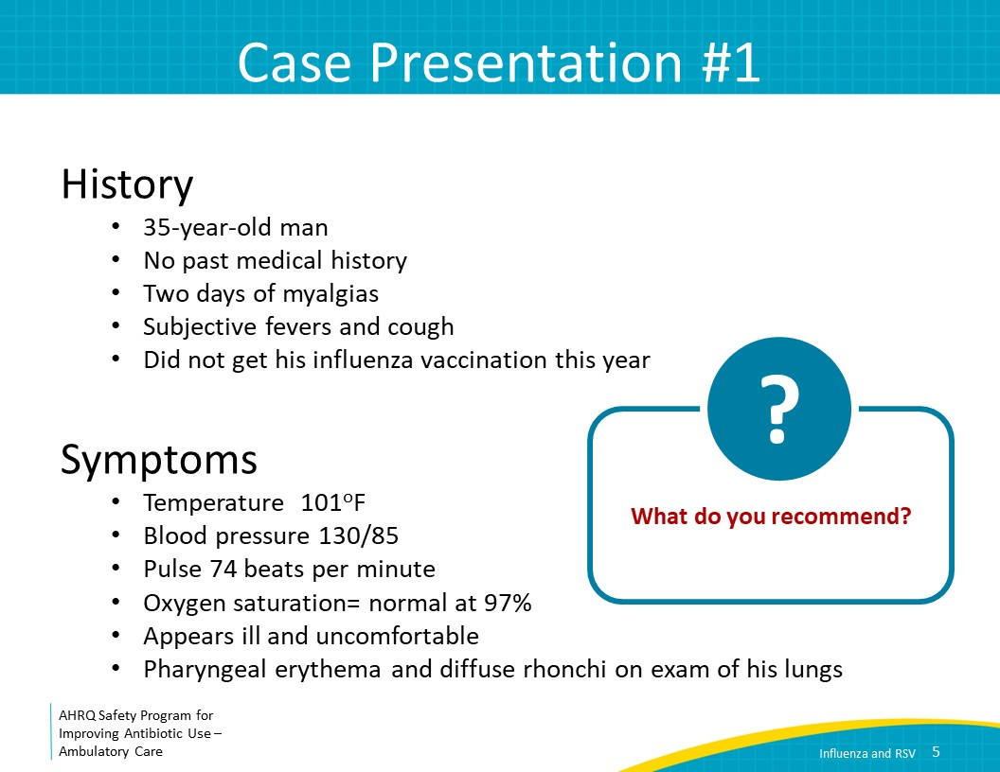 Case Presentation #1
History
• 35-year-old man
• No past medical history
• Two days of myalgias
• Subjective fevers and cough
• Did not get his influenza vaccination this year
?
What do you recommend?
Symptoms
• Temperature 101ºF
• Blood pressure 130/85
• Pulse 74 beats per minute
• Oxygen saturation= normal at 97%
• Appears ill and uncomfortable
• Pharyngeal erythema and diffuse rhonchi on exam of his lungs
AHRQ Safety Program for
Improving Antibiotic Use –
Ambulatory Care
Influenza and RSV 5